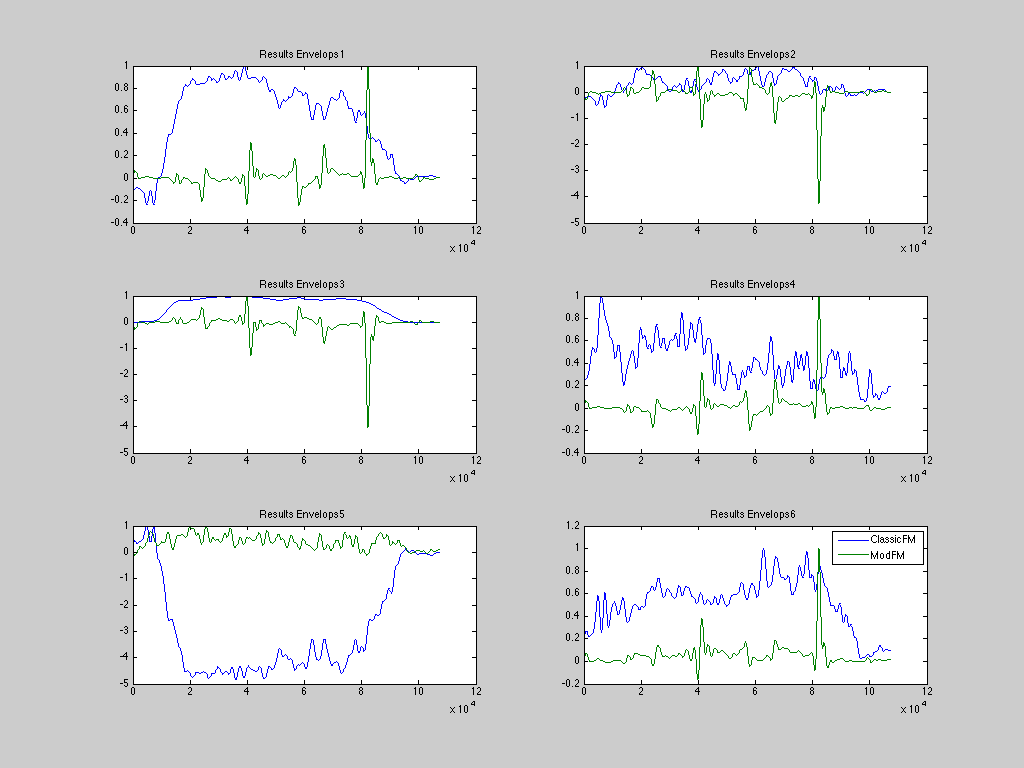 Results Envelops1
1
0.8
0.6
0.4
0.2
0
-0.2
-0.4
0 2 4 6 8 10 12
x 10^4
Results Envelops2
1
0
-1
-2
-3
-4
-5
0 2 4 6 8 10 12
x 10^4
Results Envelops3
1
0
-1
-2
-3
-4
-5
0 2 4 6 8 10 12
x 10^4
Results Envelops4
1
0.8
0.6
0.4
0.2
0
-0.2
-0.4
0 2 4 6 8 10 12
x 10^4
Results Envelops5
1
0
-1
-2
-3
-4
-5
0 2 4 6 8 10 12
x 10^4
Results Envelops6
1.2
1
0.8
0.6
0.4
0.2
0
-0.2
0 2 4 6 8 10 12
x 10^4
ClassicFM
ModFM